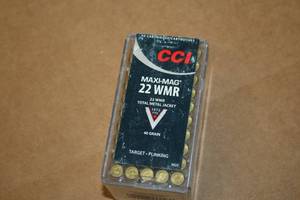 CCI
MAXI-MAG®
22 WMR
22 WMR
TOTAL METAL JACKET
40 GRAIN
TARGET - PLINKING